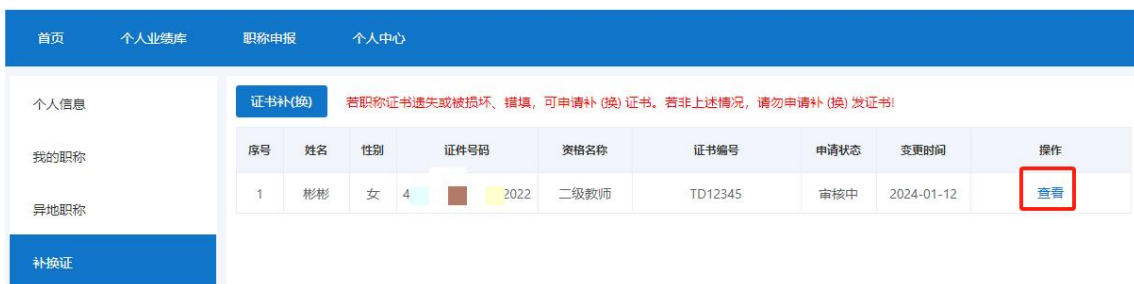 首页 个人业绩库 职称申报 个人中心
个人信息
我的职称
异地职称
补换证
证书补(换) 若职称证书遗失或被损坏、错填，可申请补 (换) 证书。若非上述情况，请勿申请补 (换) 发证书!
序号 姓名 性别 证件号码 资格名称 证书编号 申请状态 变更时间 操作
1 彬彬 女 4 2022 二级教师 TD12345 审核中 2024-01-12 查看